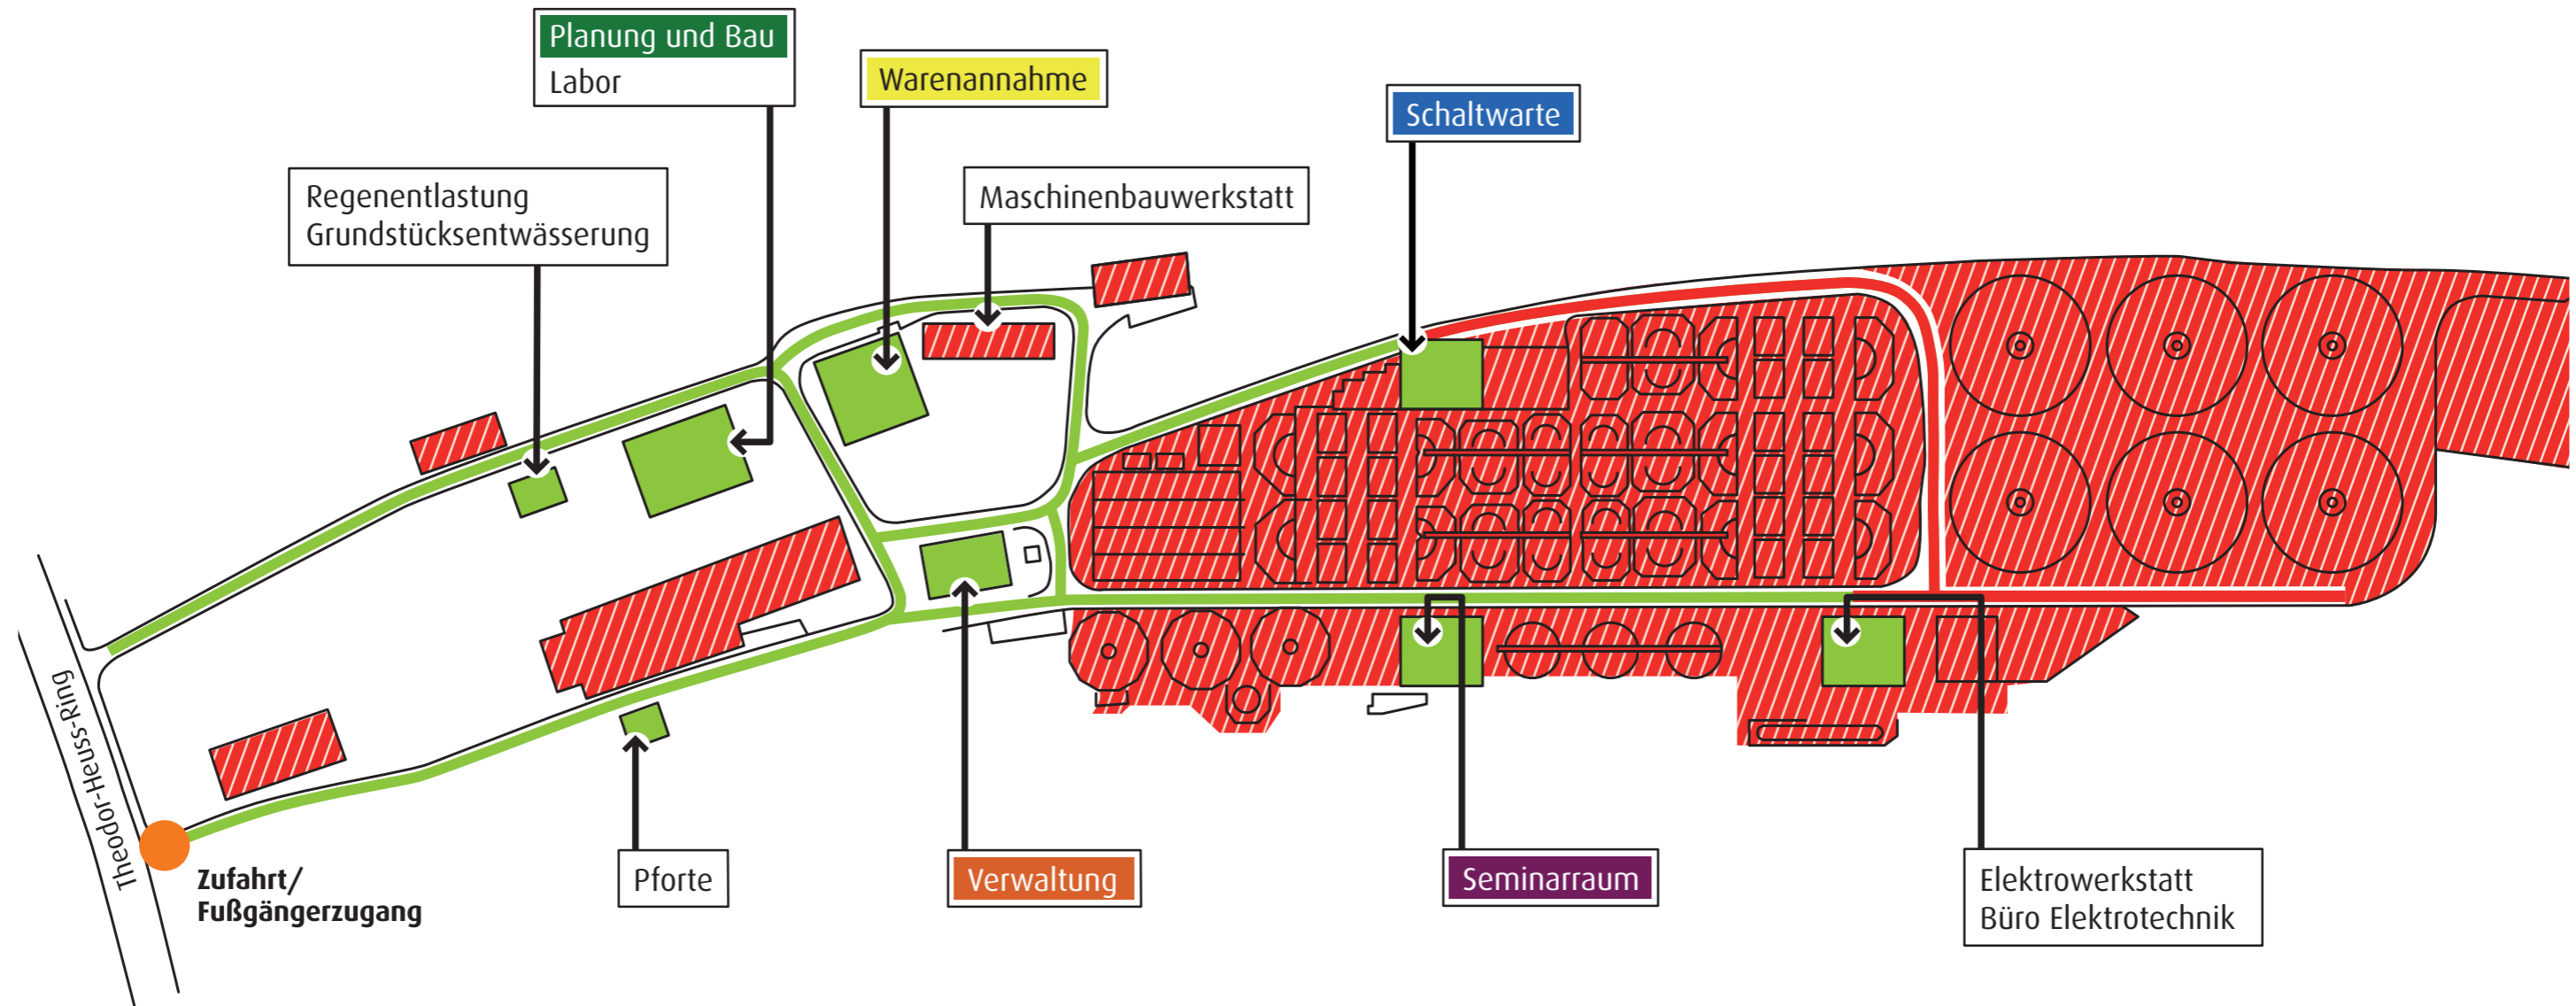 Planung und Bau
Labor
Warenannahme
Schaltwarte
Regenentlastung
Grundstücksentwässerung
Maschinenbauwerkstatt
Theodor-Heuss-Ring
Zufahrt/
Fußgängerzugang
Pforte
Verwaltung
Seminarraum
Elektrowerkstatt
Büro Elektrotechnik